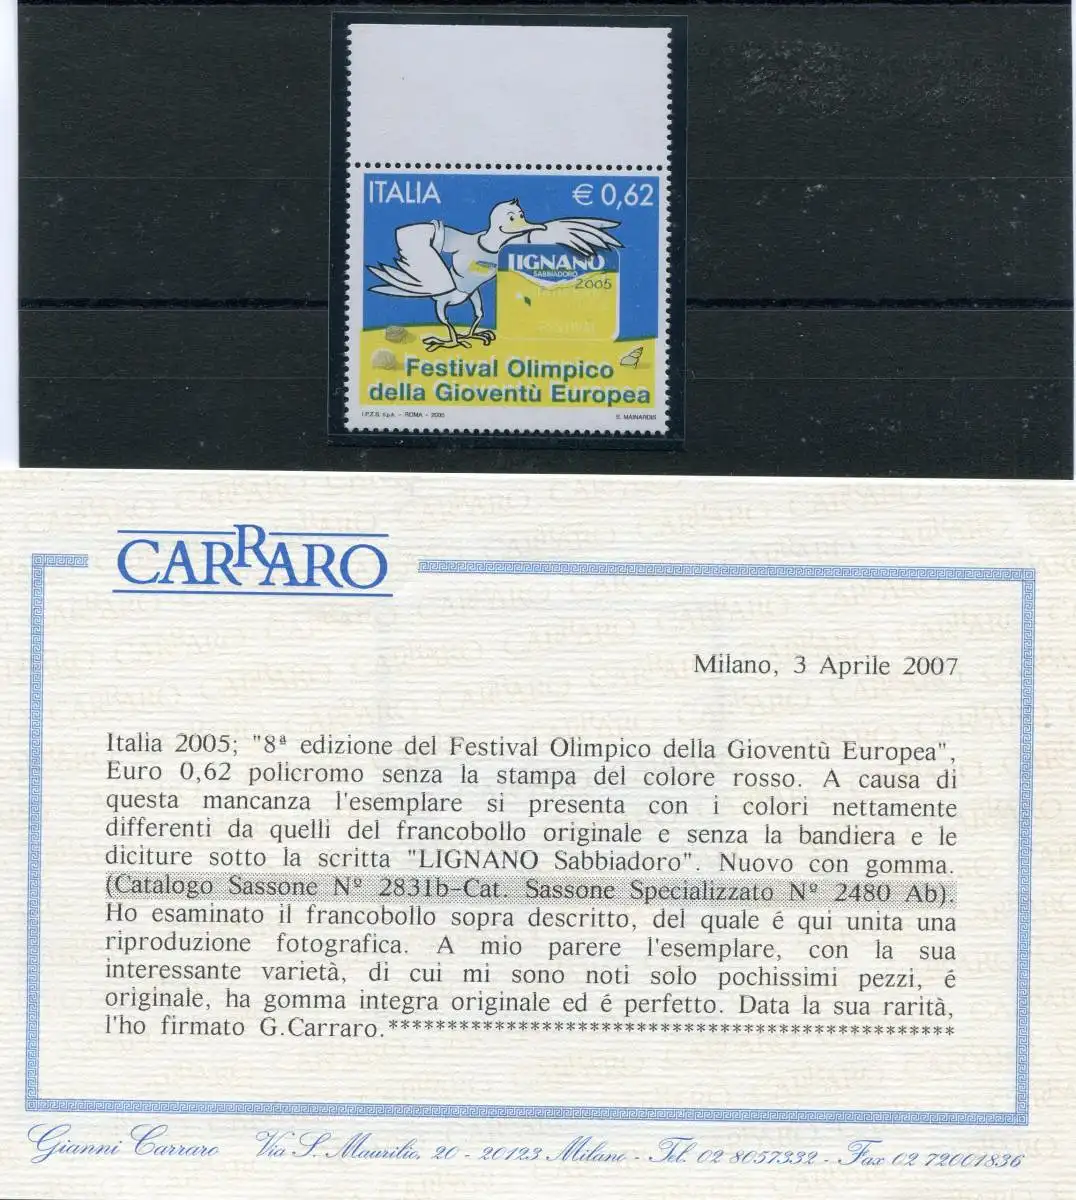 ITALIA € 0,62
LIGNANO
SABBIADORO
2005
Festival Olimpico
della Gioventù Europea
I.P.Z.S. S.p.A. - ROMA - 2005 S. MAINARDIS
CARRARO
Milano, 3 Aprile 2007
Italia 2005; "8ª edizione del Festival Olimpico della Gioventù Europea",
Euro 0,62 policromo senza la stampa del colore rosso. A causa di
questa mancanza l'esemplare si presenta con i colori nettamente
differenti da quelli del francobollo originale e senza la bandiera e le
diciture sotto la scritta "LIGNANO Sabbiadoro". Nuovo con gomma.
(Catalogo Sassone Nº 2831b-Cat. Sassone Specializzato Nº 2480 Ab).
Ho esaminato il francobollo sopra descritto, del quale é qui unita una
riproduzione fotografica. A mio parere l'esemplare, con la sua
interessante varietà, di cui mi sono noti solo pochissimi pezzi, é
originale, ha gomma integra originale ed é perfetto. Data la sua rarità,
l'ho firmato G.Carraro.************************************************
Gianni Carraro Via S. Maurilio, 20 - 20123 Milano - Tel. 02 8057332 - Fax 02 72001836